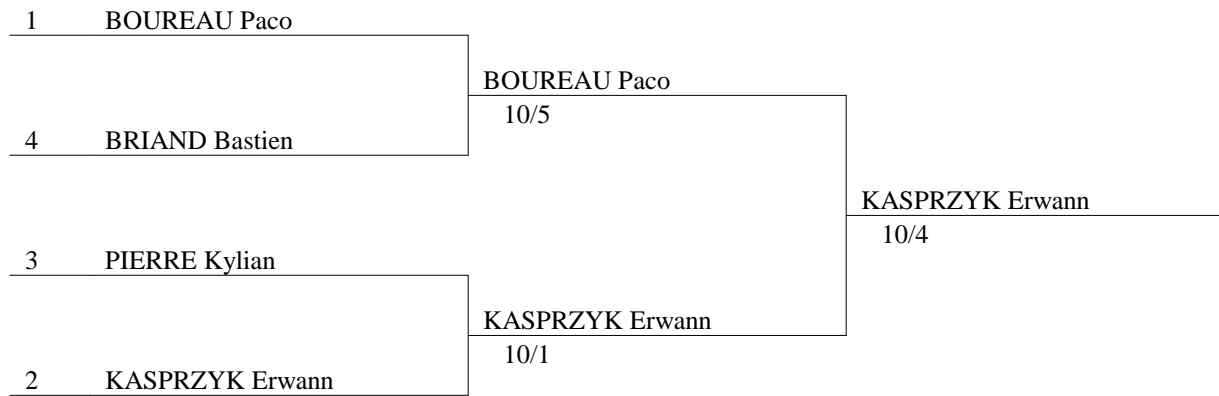 1 BOUREAU Paco
BOUREAU Paco
10/5
4 BRIAND Bastien
KASPRZYK Erwann
10/4
3 PIERRE Kylian
KASPRZYK Erwann
10/1
2 KASPRZYK Erwann